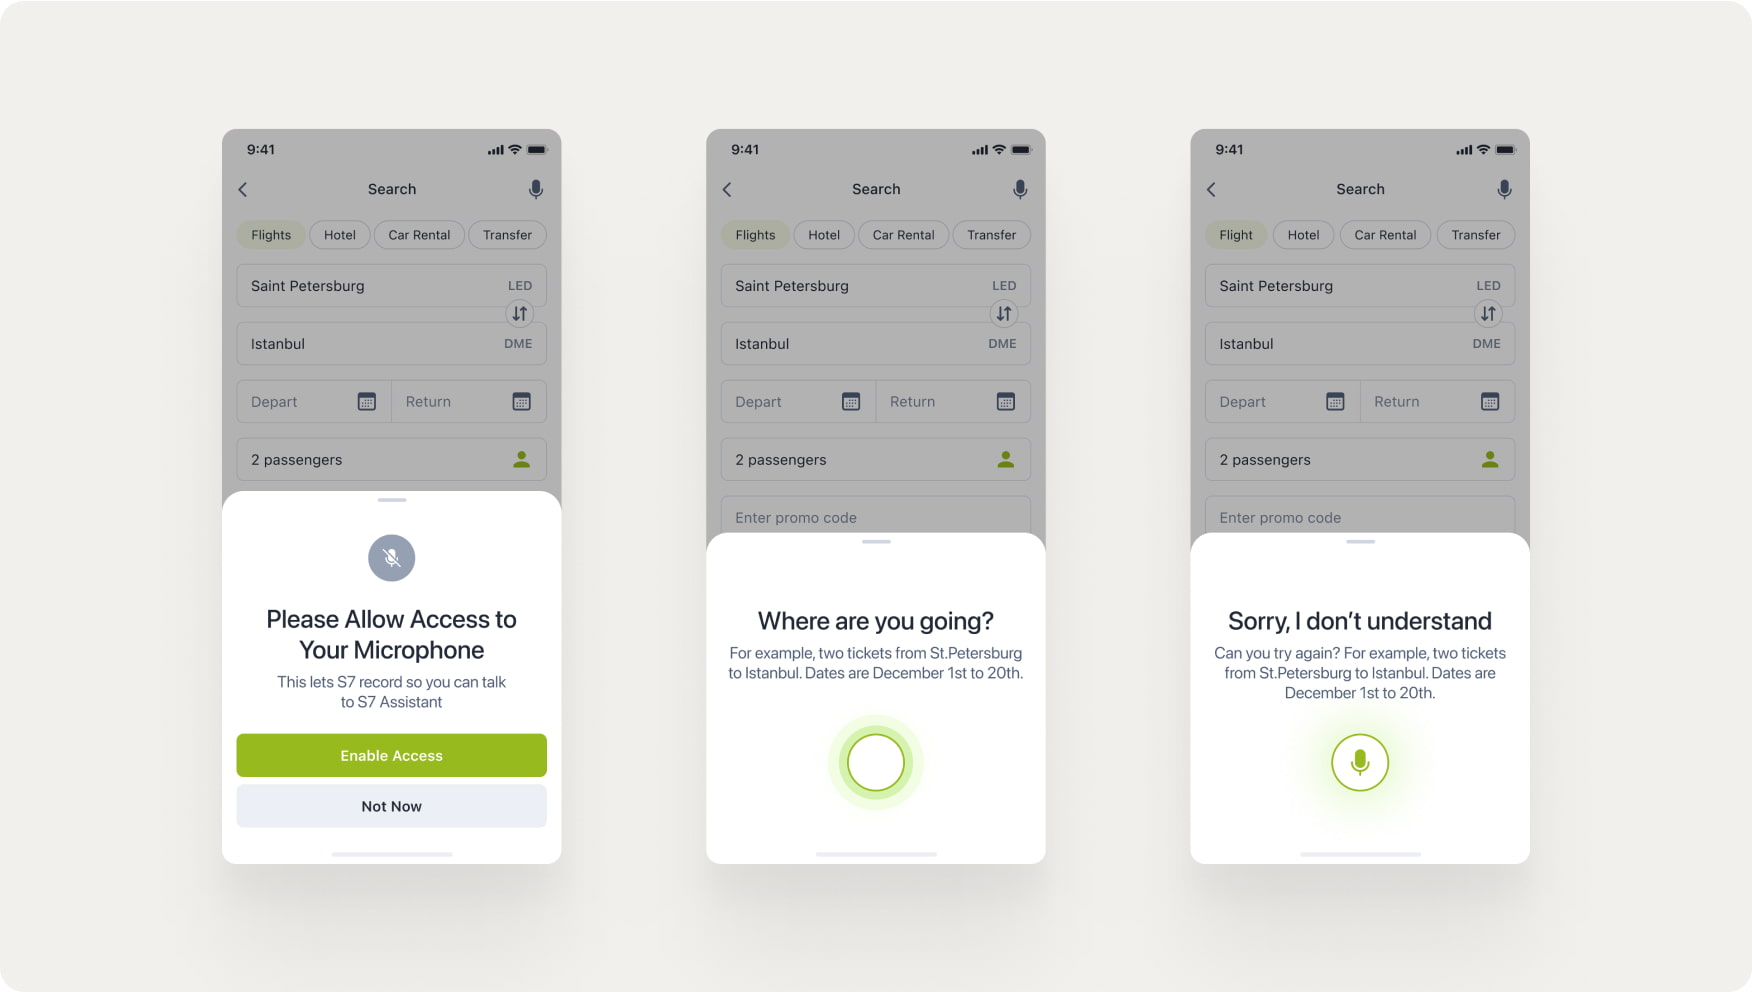 9:41
Search
Flights Hotel Car Rental Transfer
Saint Petersburg LED
Istanbul DME
Depart Return
2 passengers
Please Allow Access to
Your Microphone
This lets S7 record so you can talk
to S7 Assistant
Enable Access
Not Now
9:41
Search
Flights Hotel Car Rental Transfer
Saint Petersburg LED
Istanbul DME
Depart Return
2 passengers
Enter promo code
Where are you going?
For example, two tickets from St.Petersburg
to Istanbul. Dates are December 1st to 20th.
9:41
Search
Flight Hotel Car Rental Transfer
Saint Petersburg LED
Istanbul DME
Depart Return
2 passengers
Enter promo code
Sorry, I don’t understand
Can you try again? For example, two tickets
from St.Petersburg to Istanbul. Dates are
December 1st to 20th.